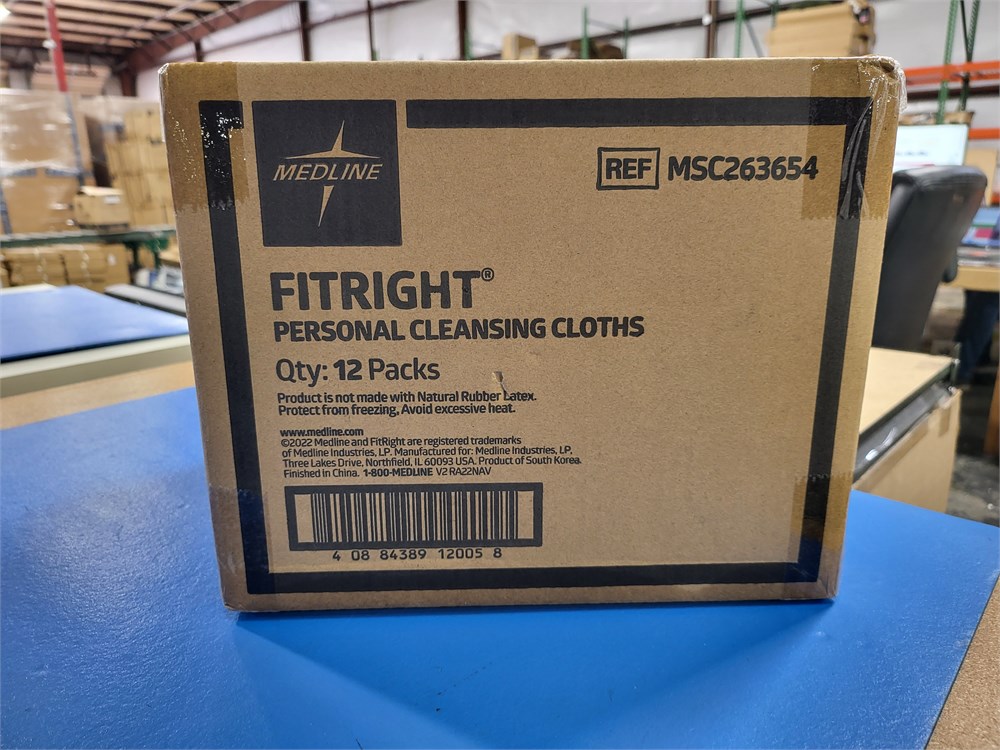 MEDLINE
REF MSC263654
FITRIGHT®
PERSONAL CLEANSING CLOTHS
Qty: 12 Packs
Product is not made with Natural Rubber Latex.
Protect from freezing, Avoid excessive heat.
www.medline.com
©2022 Medline and FitRight are registered trademarks
of Medline Industries, LP. Manufactured for: Medline Industries, LP,
Three Lakes Drive, Northfield, IL 60093 USA. Product of South Korea.
Finished in China. 1-800-MEDLINE V2 RA22NAV
4 08 84389 12005 8